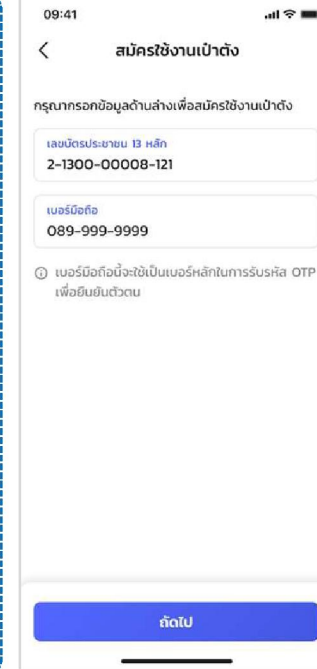 09:41
สมัครใช้งานเป๋าตัง
กรุณากรอกข้อมูลด้านล่างเพื่อสมัครใช้งานเป๋าตัง
เลขบัตรประชาชน 13 หลัก
2-1300-00008-121
เบอร์มือถือ
089-999-9999
เบอร์มือถือนี้จะใช้เป็นเบอร์หลักในการรับรหัส OTP
เพื่อยืนยันตัวตน
ถัดไป